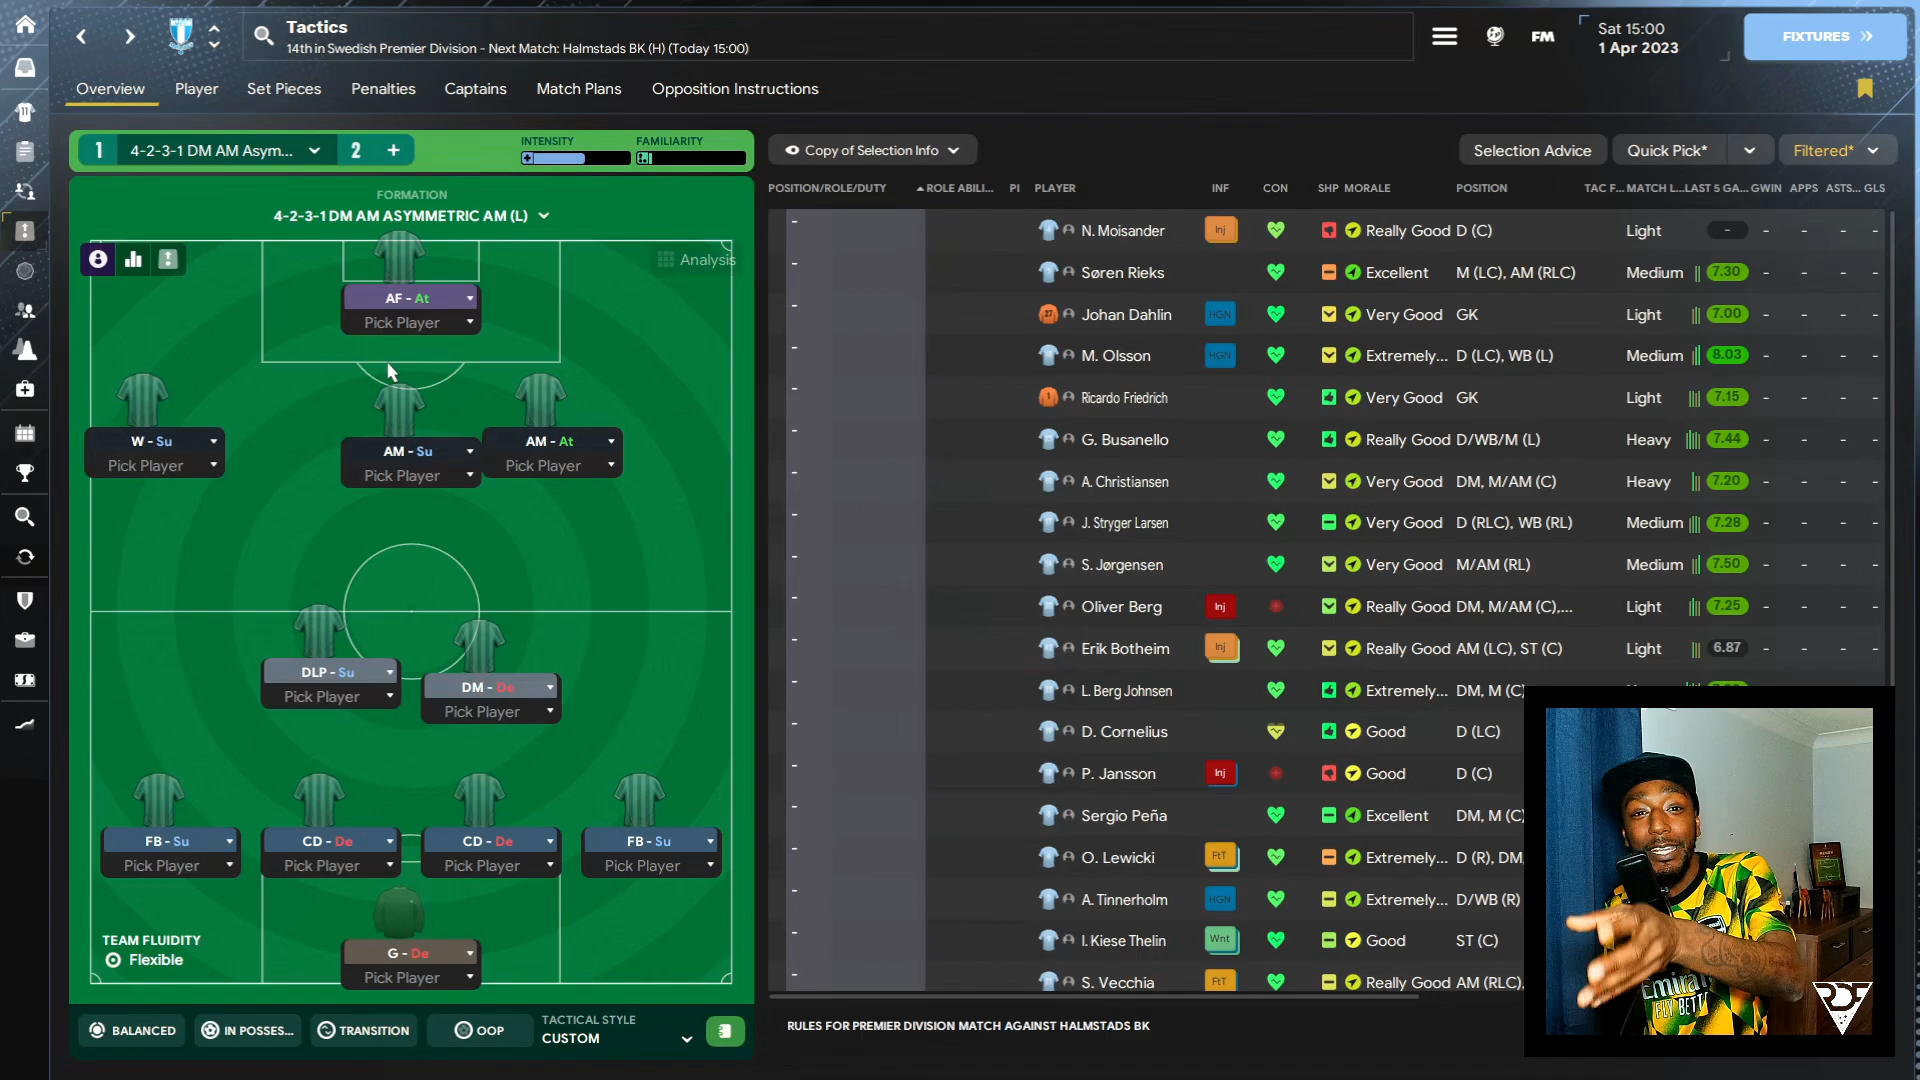 Tactics
14th in Swedish Premier Division - Next Match: Halmstads BK (H) (Today 15:00)
FM
Sat 15:00
1 Apr 2023
FIXTURES
Overview Player Set Pieces Penalties Captains Match Plans Opposition Instructions
1 4-2-3-1 DM AM Asym... 2 +
INTENSITY FAMILIARITY
Copy of Selection Info
Selection Advice Quick Pick* Filtered*
FORMATION
4-2-3-1 DM AM ASYMMETRIC AM (L)
Analysis
AF - At
Pick Player
W - Su
Pick Player
AM - Su
Pick Player
AM - At
Pick Player
DLP - Su
Pick Player
DM - De
Pick Player
FB - Su
Pick Player
CD - De
Pick Player
CD - De
Pick Player
FB - Su
Pick Player
G - De
Pick Player
TEAM FLUIDITY
Flexible
BALANCED IN POSSES... TRANSITION OOP
TACTICAL STYLE
CUSTOM
POSITION/ROLE/DUTY ROLE ABILI... PI PLAYER INF CON SHP MORALE POSITION TAC F... MATCH L... LAST 5 GA... GWIN APPS ASTS... GLS
- N. Moisander Inj Really Good D (C) Light - - - - -
- Søren Rieks Excellent M (LC), AM (RLC) Medium 7.30 - - - -
- 27 Johan Dahlin HGN Very Good GK Light 7.00 - - - -
- M. Olsson HGN Extremely... D (LC), WB (L) Medium 8.03 - - - -
- 1 Ricardo Friedrich Very Good GK Light 7.15 - - - -
- G. Busanello Really Good D/WB/M (L) Heavy 7.44 - - - -
- A. Christiansen Very Good DM, M/AM (C) Heavy 7.20 - - - -
- J. Stryger Larsen Very Good D (RLC), WB (RL) Medium 7.28 - - - -
- S. Jørgensen Very Good M/AM (RL) Medium 7.50 - - - -
- Oliver Berg Inj Really Good DM, M/AM (C),... Light 7.25 - - - -
- Erik Botheim Inj Really Good AM (LC), ST (C) Light 6.87 - - - -
- L. Berg Johnsen Extremely... DM, M (C)
- D. Cornelius Good D (LC)
- P. Jansson Inj Good D (C)
- Sergio Peña Excellent DM, M (C)
- O. Lewicki FtT Extremely... D (R), DM,
- A. Tinnerholm HGN Extremely... D/WB (R)
- I. Kiese Thelin Wnt Good ST (C)
- S. Vecchia FtT Really Good AM (RLC),
RULES FOR PREMIER DIVISION MATCH AGAINST HALMSTADS BK
Emirates
FLY BETTER
RDF